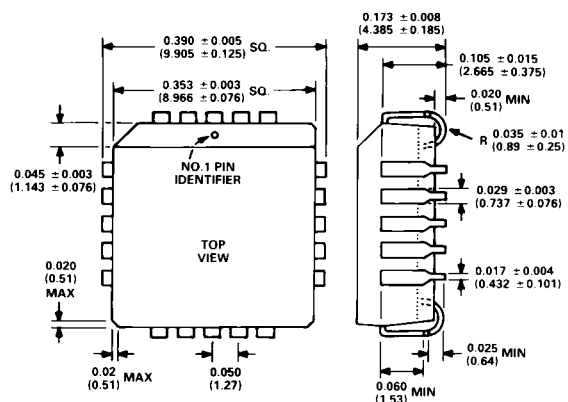 0.390 ± 0.005
(9.905 ± 0.125) SQ.
0.353 ± 0.003
(8.966 ± 0.076) SQ.
0.173 ± 0.008
(4.385 ± 0.185)
0.105 ± 0.015
(2.665 ± 0.375)
0.020
(0.51) MIN
R 0.035 ± 0.01
(0.89 ± 0.25)
0.045 ± 0.003
(1.143 ± 0.076)
NO.1 PIN
IDENTIFIER
TOP
VIEW
0.029 ± 0.003
(0.737 ± 0.076)
0.017 ± 0.004
(0.432 ± 0.101)
0.020
(0.51)
MAX
0.02
(0.51) MAX
0.050
(1.27)
0.025
(0.64) MIN
0.060
(1.53) MIN